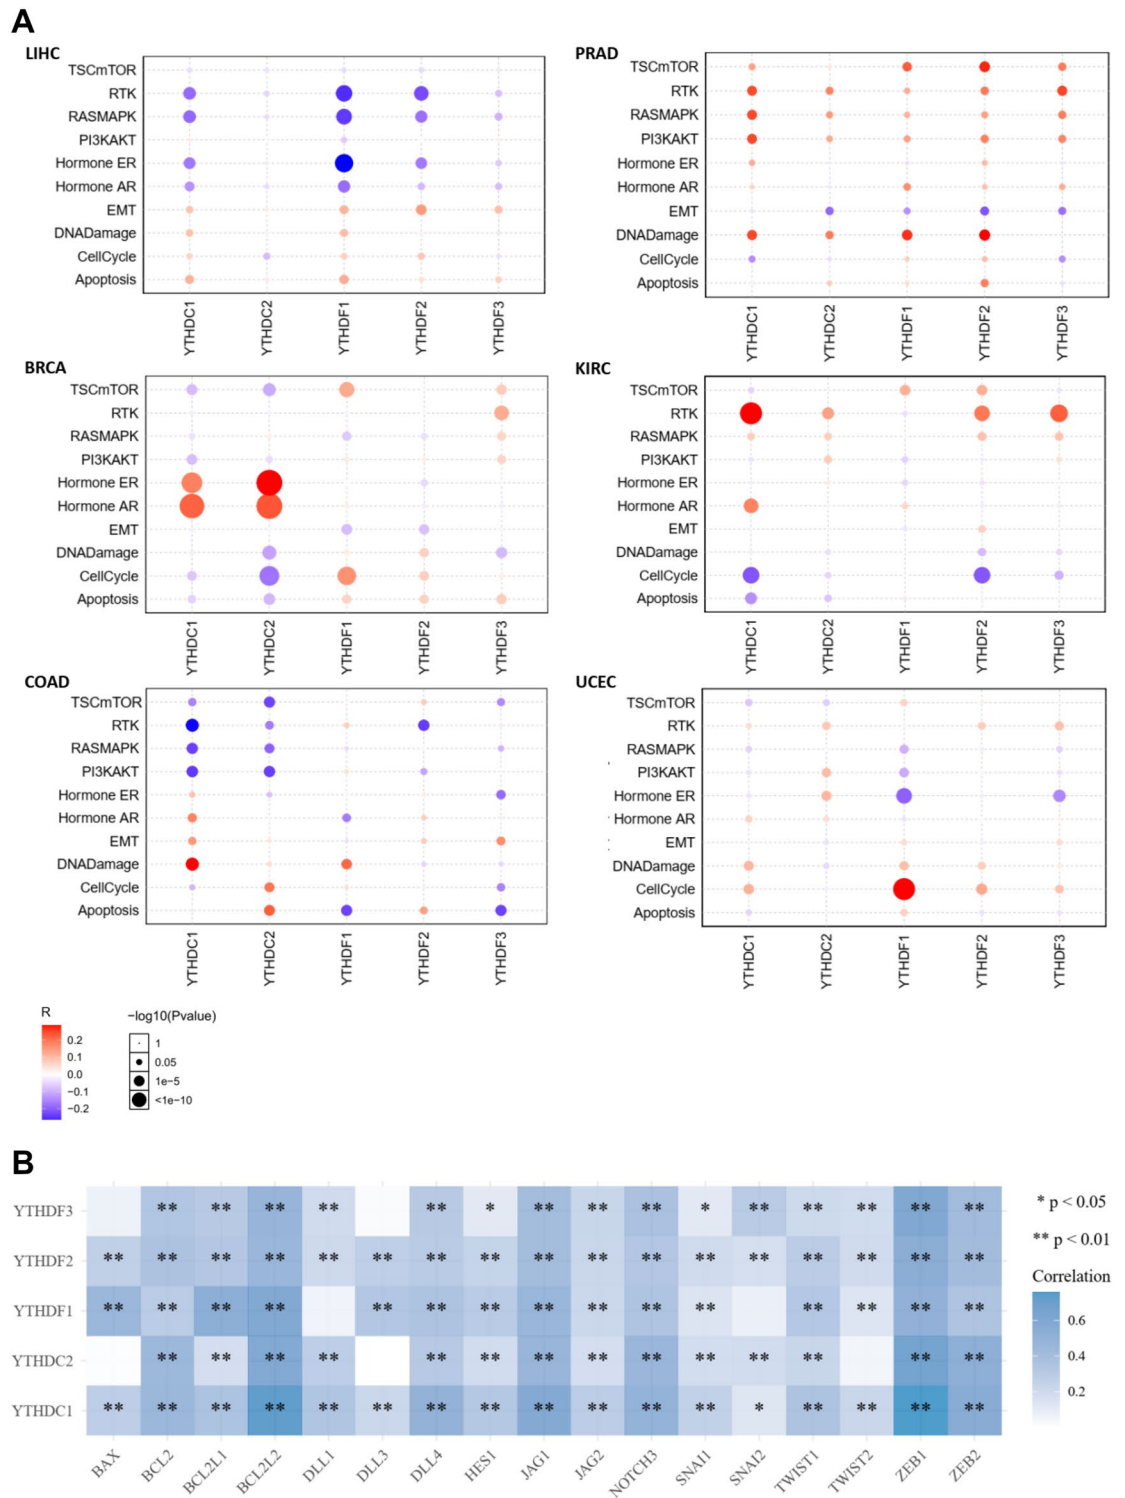 A
LIHC
TSCmTOR
RTK
RASMAPK
PI3KAKT
Hormone ER
Hormone AR
EMT
DNADamage
CellCycle
Apoptosis
YTHDC1 YTHDC2 YTHDF1 YTHDF2 YTHDF3
PRAD
TSCmTOR
RTK
RASMAPK
PI3KAKT
Hormone ER
Hormone AR
EMT
DNADamage
CellCycle
Apoptosis
YTHDC1 YTHDC2 YTHDF1 YTHDF2 YTHDF3
BRCA
TSCmTOR
RTK
RASMAPK
PI3KAKT
Hormone ER
Hormone AR
EMT
DNADamage
CellCycle
Apoptosis
YTHDC1 YTHDC2 YTHDF1 YTHDF2 YTHDF3
KIRC
TSCmTOR
RTK
RASMAPK
PI3KAKT
Hormone ER
Hormone AR
EMT
DNADamage
CellCycle
Apoptosis
YTHDC1 YTHDC2 YTHDF1 YTHDF2 YTHDF3
COAD
TSCmTOR
RTK
RASMAPK
PI3KAKT
Hormone ER
Hormone AR
EMT
DNADamage
CellCycle
Apoptosis
YTHDC1 YTHDC2 YTHDF1 YTHDF2 YTHDF3
UCEC
TSCmTOR
RTK
RASMAPK
PI3KAKT
Hormone ER
Hormone AR
EMT
DNADamage
CellCycle
Apoptosis
YTHDC1 YTHDC2 YTHDF1 YTHDF2 YTHDF3
R
0.2
0.1
0.0
−0.1
−0.2
−log10(Pvalue)
1
0.05
1e−5
<1e−10
B
YTHDF3 ** ** ** ** ** * ** ** ** * ** ** ** ** **
YTHDF2 ** ** ** ** ** ** ** ** ** ** ** ** ** ** ** ** **
YTHDF1 ** ** ** ** ** ** ** ** ** ** ** ** ** ** **
YTHDC2 ** ** ** ** ** ** ** ** ** ** ** ** ** **
YTHDC1 ** ** ** ** ** ** ** ** ** ** ** ** * ** ** ** **
BAX BCL2 BCL2L1 BCL2L2 DLL1 DLL3 DLL4 HES1 JAG1 JAG2 NOTCH3 SNAI1 SNAI2 TWIST1 TWIST2 ZEB1 ZEB2
* p < 0.05
** p < 0.01
Correlation
0.6
0.4
0.2